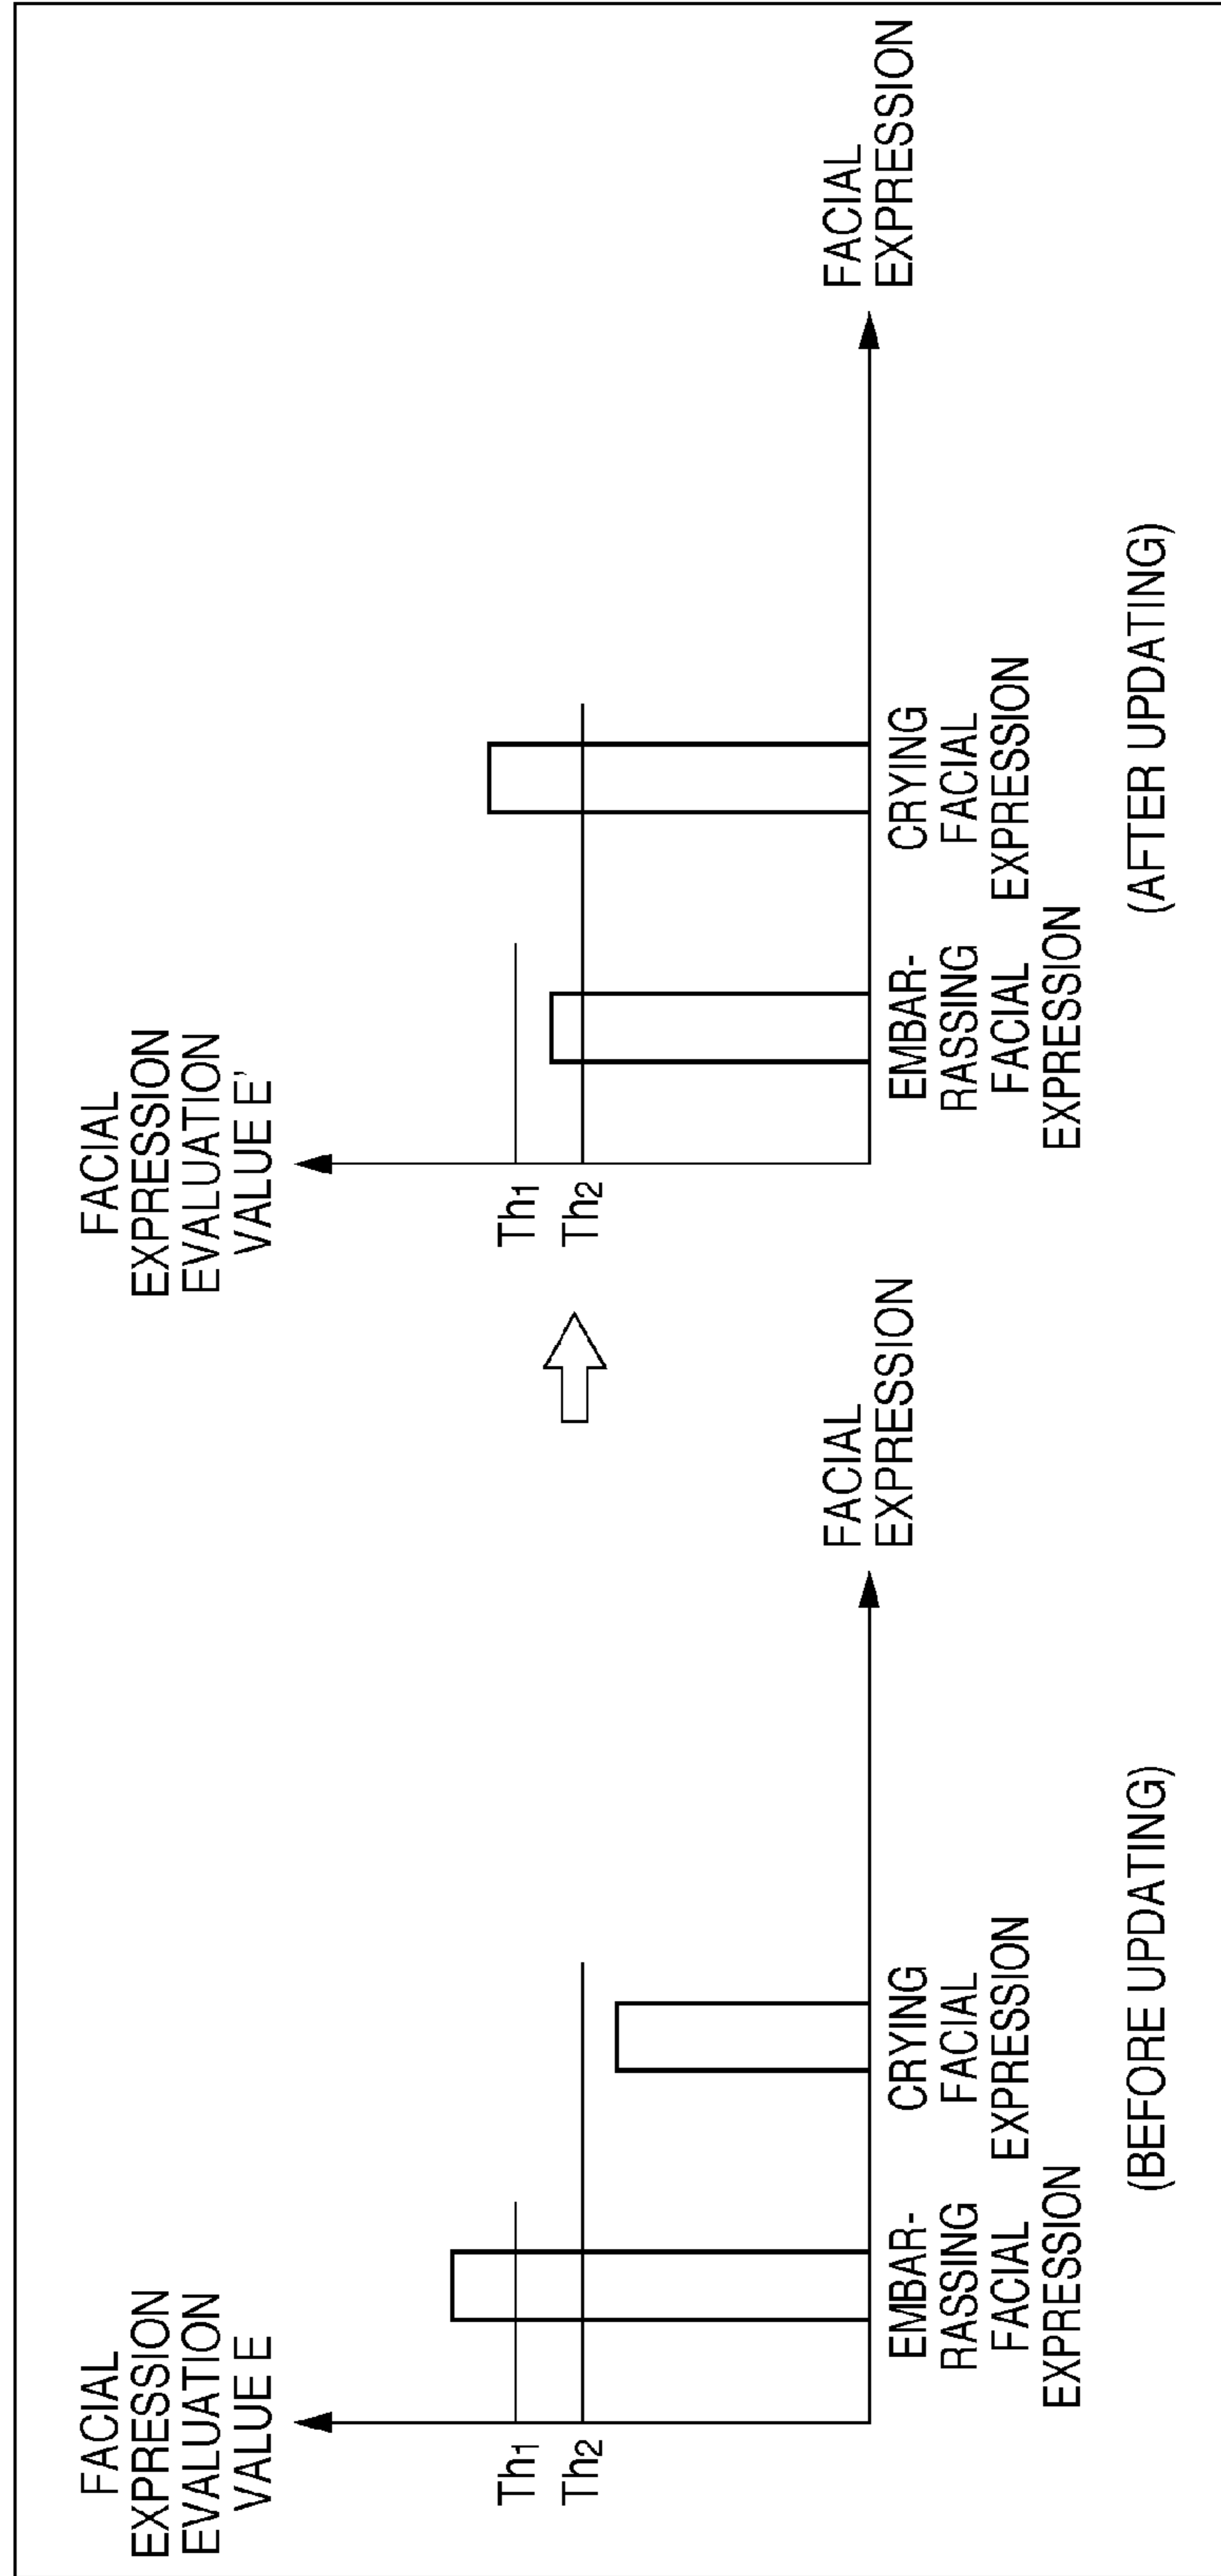 FACIAL
EXPRESSION
EVALUATION
VALUE E
Th1
Th2
EMBAR-
RASSING
FACIAL
EXPRESSION
CRYING
FACIAL
EXPRESSION
FACIAL
EXPRESSION
(BEFORE UPDATING)
FACIAL
EXPRESSION
EVALUATION
VALUE E'
Th1
Th2
EMBAR-
RASSING
FACIAL
EXPRESSION
CRYING
FACIAL
EXPRESSION
FACIAL
EXPRESSION
(AFTER UPDATING)